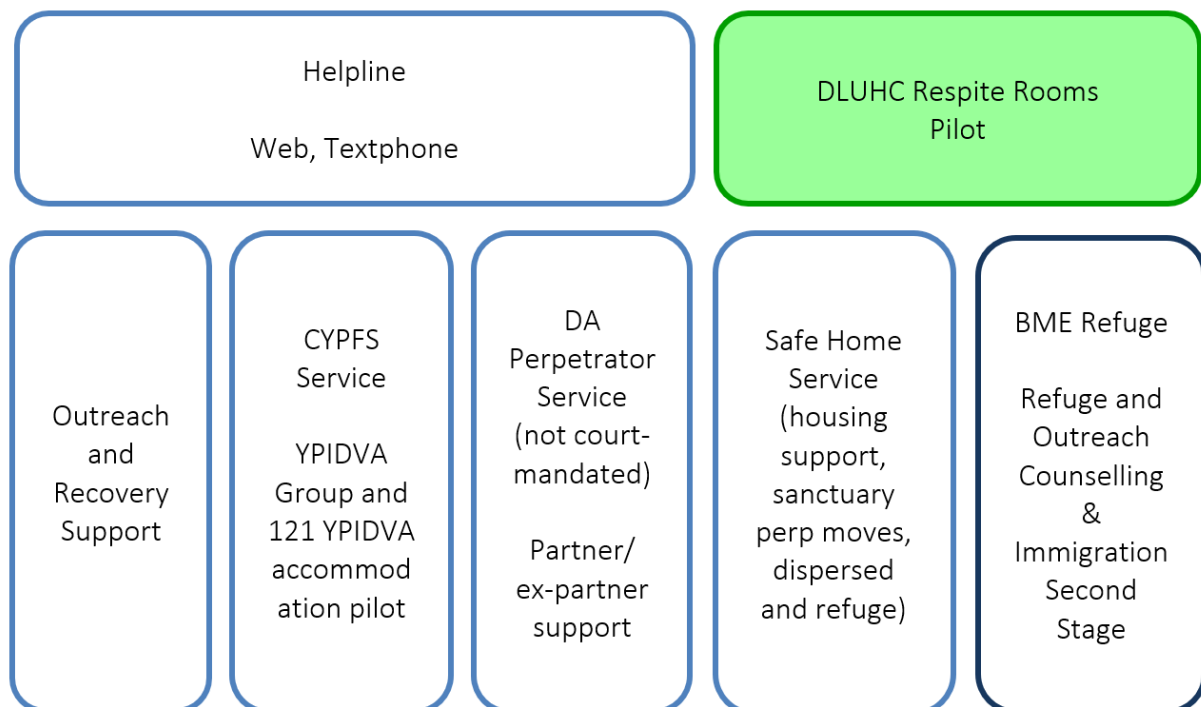 Helpline
Web, Textphone
DLUHC Respite Rooms
Pilot
Outreach
and
Recovery
Support
CYPFS
Service
YPIDVA
Group and
121 YPIDVA
accommod
ation pilot
DA
Perpetrator
Service
(not court-
mandated)
Partner/
ex-partner
support
Safe Home
Service
(housing
support,
sanctuary
perp moves,
dispersed
and refuge)
BME Refuge
Refuge and
Outreach
Counselling
&
Immigration
Second
Stage